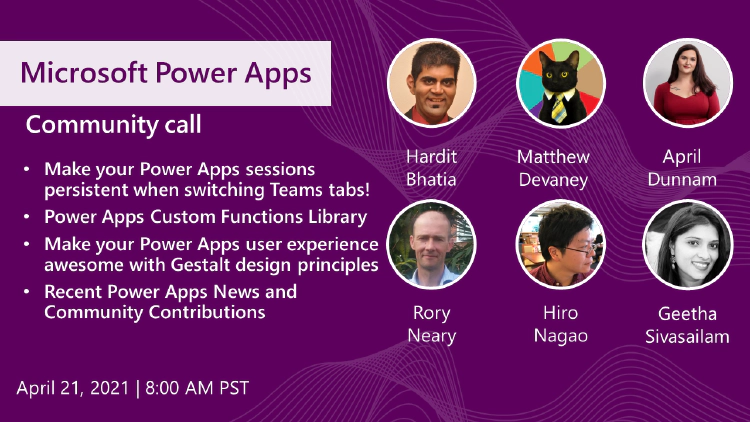 Microsoft Power Apps
Community call
• Make your Power Apps sessions
persistent when switching Teams tabs!
• Power Apps Custom Functions Library
• Make your Power Apps user experience
awesome with Gestalt design principles
• Recent Power Apps News and
Community Contributions
April 21, 2021 | 8:00 AM PST
Hardit
Bhatia
Matthew
Devaney
April
Dunnam
Rory
Neary
Hiro
Nagao
Geetha
Sivasailam